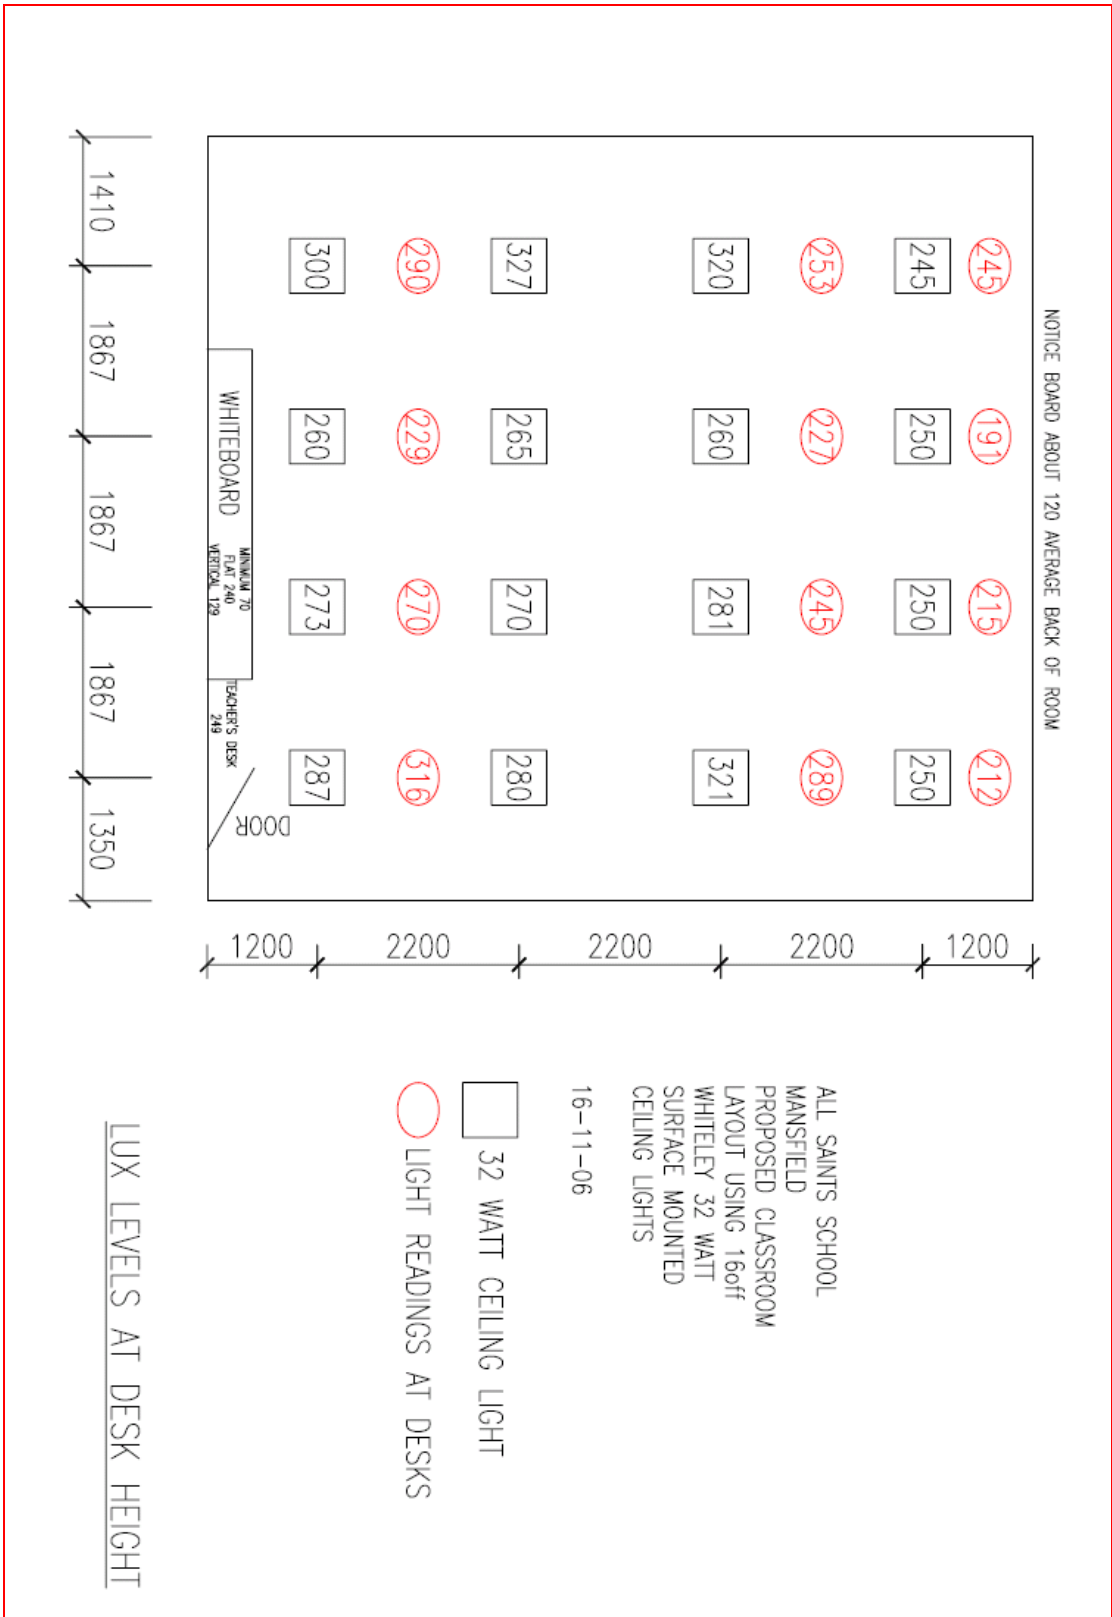 NOTICE BOARD ABOUT 120 AVERAGE BACK OF ROOM
245 191 215 212
245 250 250 250
253 227 245 289
320 260 281 321
327 265 270 280
290 229 270 316
300 260 273 287
WHITEBOARD
MINIMUM 70
FLAT 240
VERTICAL 129
TEACHER'S DESK
249
DOOR
1410 1867 1867 1867 1350
1200
2200
2200
2200
1200
ALL SAINTS SCHOOL
MANSFIELD
PROPOSED CLASSROOM
LAYOUT USING 16off
WHITELEY 32 WATT
SURFACE MOUNTED
CEILING LIGHTS
16-11-06
32 WATT CEILING LIGHT
LIGHT READINGS AT DESKS
LUX LEVELS AT DESK HEIGHT